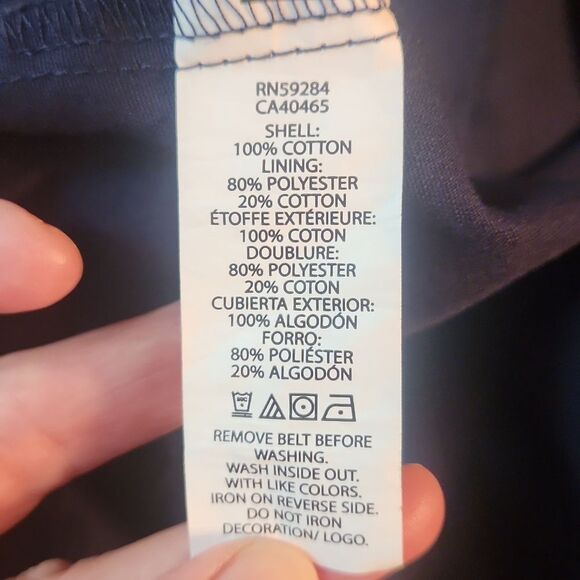 RN59284
CA40465
SHELL:
100% COTTON
LINING:
80% POLYESTER
20% COTTON
ÉTOFFE EXTÉRIEURE:
100% COTON
DOUBLURE:
80% POLYESTER
20% COTON
CUBIERTA EXTERIOR:
100% ALGODÓN
FORRO:
80% POLIÉSTER
20% ALGODÓN
REMOVE BELT BEFORE
WASHING.
WASH INSIDE OUT.
WITH LIKE COLORS.
IRON ON REVERSE SIDE.
DO NOT IRON
DECORATION/ LOGO.